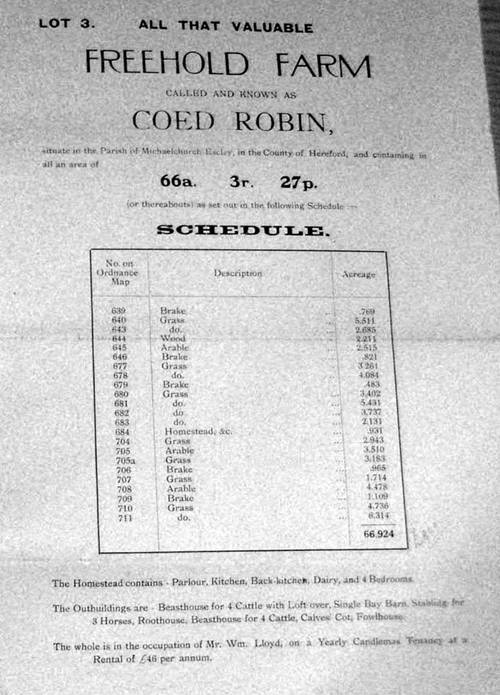 LOT 3. ALL THAT VALUABLE
FREEHOLD FARM
CALLED AND KNOWN AS
COED ROBIN,
situate in the Parish of Michaelchurch Escley, in the County of Hereford, and containing in
all an area of
66a. 3r. 27p.
(or thereabouts) as set out in the following Schedule :—
SCHEDULE.
No. on Ordnance Map Description Acreage
639 Brake ... .769
640 Grass ... 5.511
643 do. ... 2.685
644 Wood ... 2.211
645 Arable ... 2.515
646 Brake ... .821
677 Grass ... 3.261
678 do. ... 4.084
679 Brake ... .483
680 Grass ... 3.402
681 do. ... 5.431
682 do. ... 3.737
683 do. ... 2.131
684 Homestead, &c. ... .931
704 Grass ... 2.943
705 Arable ... 3.510
705a Grass ... 3.183
706 Brake ... .965
707 Grass ... 1.714
708 Arable ... 4.478
709 Brake ... 1.109
710 Grass ... 4.736
711 do. ... 6.314
66.924
The Homestead contains - Parlour, Kitchen, Back-kitchen, Dairy, and 4 Bedrooms.
The Outbuildings are - Beasthouse for 4 Cattle with Loft over, Single Bay Barn, Stabling for
3 Horses, Roothouse, Beasthouse for 4 Cattle, Calves' Cot, Fowlhouse.
The whole is in the occupation of Mr. Wm. Lloyd, on a Yearly Candlemas Tenancy at a
Rental of £46 per annum.